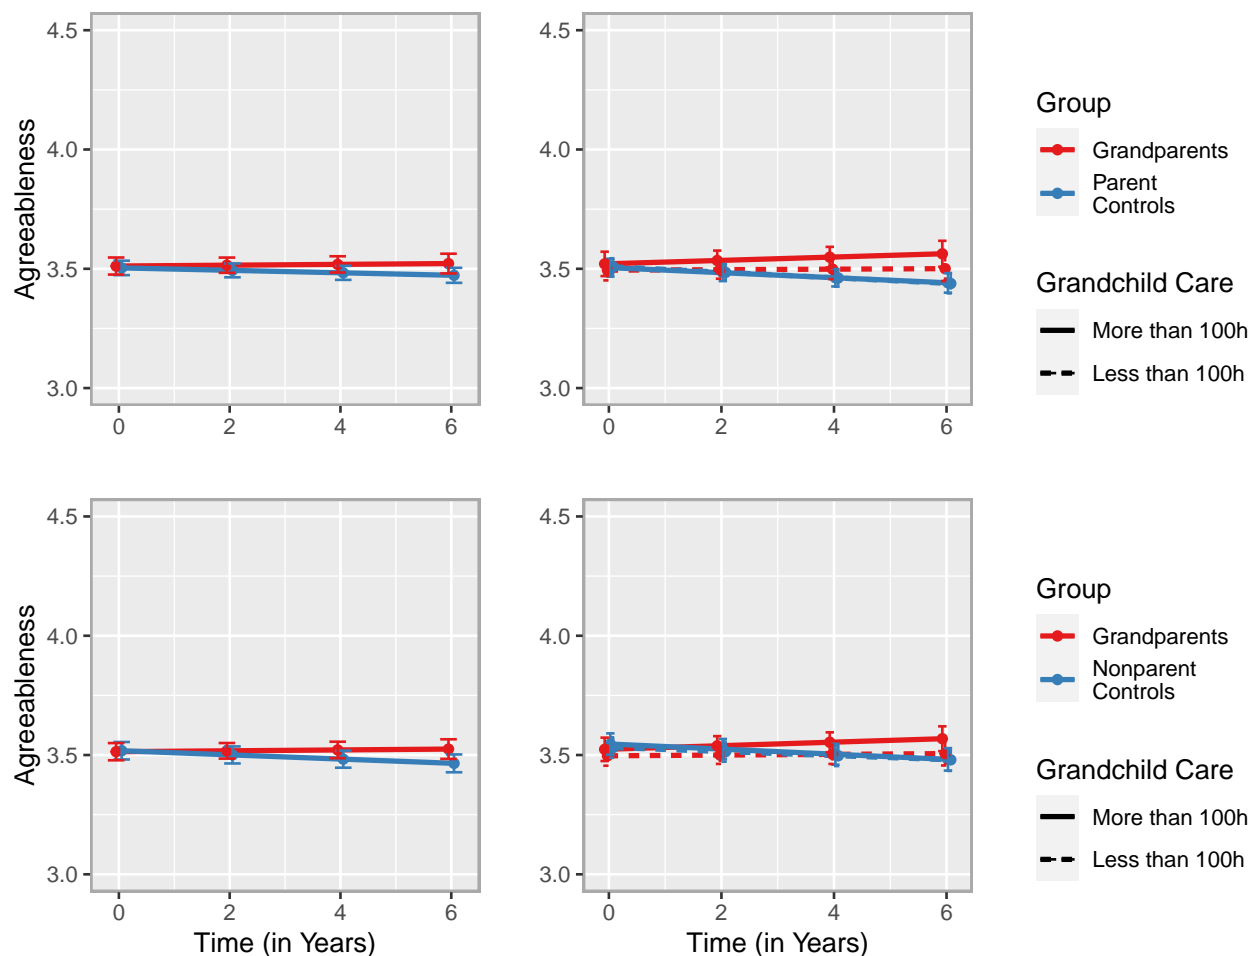 4.5
4.0
3.5
3.0
Agreeableness
0 2 4 6
4.5
4.0
3.5
3.0
0 2 4 6
Group
Grandparents
Parent
Controls
Grandchild Care
More than 100h
Less than 100h
4.5
4.0
3.5
3.0
Agreeableness
0 2 4 6
Time (in Years)
4.5
4.0
3.5
3.0
0 2 4 6
Time (in Years)
Group
Grandparents
Nonparent
Controls
Grandchild Care
More than 100h
Less than 100h